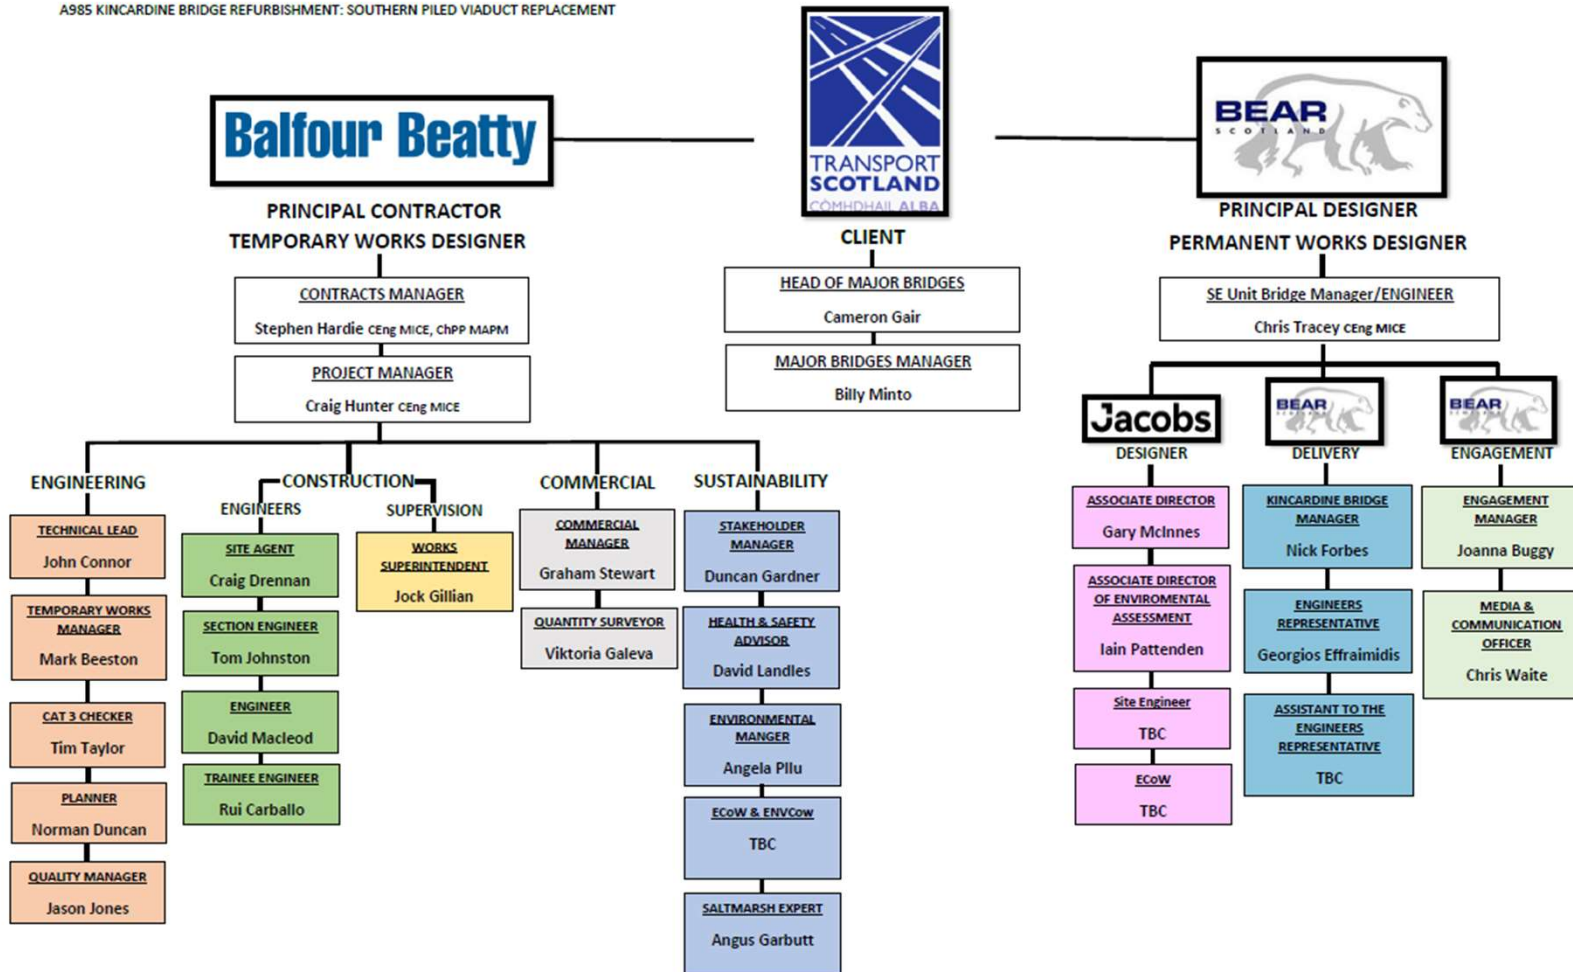 A985 KINCARDINE BRIDGE REFURBISHMENT: SOUTHERN PILED VIADUCT REPLACEMENT
Balfour Beatty
PRINCIPAL CONTRACTOR
TEMPORARY WORKS DESIGNER
CONTRACTS MANAGER
Stephen Hardie CEng MICE, ChPP MAPM
PROJECT MANAGER
Craig Hunter CEng MICE
TRANSPORT
SCOTLAND
CÒMHDHAIL ALBA
CLIENT
HEAD OF MAJOR BRIDGES
Cameron Gair
MAJOR BRIDGES MANAGER
Billy Minto
BEAR
SCOTLAND
PRINCIPAL DESIGNER
PERMANENT WORKS DESIGNER
SE Unit Bridge Manager/ENGINEER
Chris Tracey CEng MICE
ENGINEERING
TECHNICAL LEAD
John Connor
TEMPORARY WORKS
MANAGER
Mark Beeston
CAT 3 CHECKER
Tim Taylor
PLANNER
Norman Duncan
QUALITY MANAGER
Jason Jones
CONSTRUCTION
ENGINEERS
SITE AGENT
Craig Drennan
SECTION ENGINEER
Tom Johnston
ENGINEER
David Macleod
TRAINEE ENGINEER
Rui Carballo
SUPERVISION
WORKS
SUPERINTENDENT
Jock Gillian
COMMERCIAL
COMMERCIAL
MANAGER
Graham Stewart
QUANTITY SURVEYOR
Viktoria Galeva
SUSTAINABILITY
STAKEHOLDER
MANAGER
Duncan Gardner
HEALTH & SAFETY
ADVISOR
David Landles
ENVIRONMENTAL
MANGER
Angela Pllu
ECoW & ENVCow
TBC
SALTMARSH EXPERT
Angus Garbutt
Jacobs
DESIGNER
ASSOCIATE DIRECTOR
Gary McInnes
ASSOCIATE DIRECTOR
OF ENVIROMENTAL
ASSESSMENT
Iain Pattenden
Site Engineer
TBC
ECoW
TBC
BEAR
SCOTLAND
DELIVERY
KINCARDINE BRIDGE
MANAGER
Nick Forbes
ENGINEERS
REPRESENTATIVE
Georgios Effraimidis
ASSISTANT TO THE
ENGINEERS
REPRESENTATIVE
TBC
BEAR
SCOTLAND
ENGAGEMENT
ENGAGEMENT
MANAGER
Joanna Buggy
MEDIA &
COMMUNICATION
OFFICER
Chris Waite